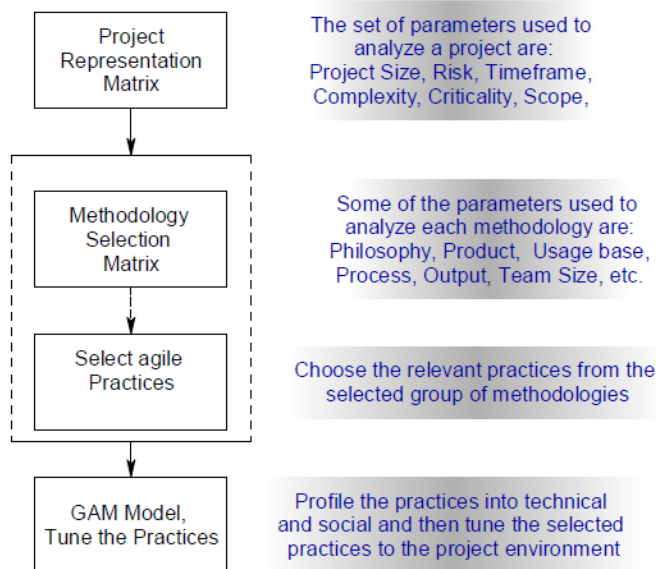 Project
Representation
Matrix
The set of parameters used to
analyze a project are:
Project Size, Risk, Timeframe,
Complexity, Criticality, Scope,
Methodology
Selection
Matrix
Some of the parameters used to
analyze each methodology are:
Philosophy, Product, Usage base,
Process, Output, Team Size, etc.
Select agile
Practices
Choose the relevant practices from the
selected group of methodologies
GAM Model,
Tune the Practices
Profile the practices into technical
and social and then tune the selected
practices to the project environment